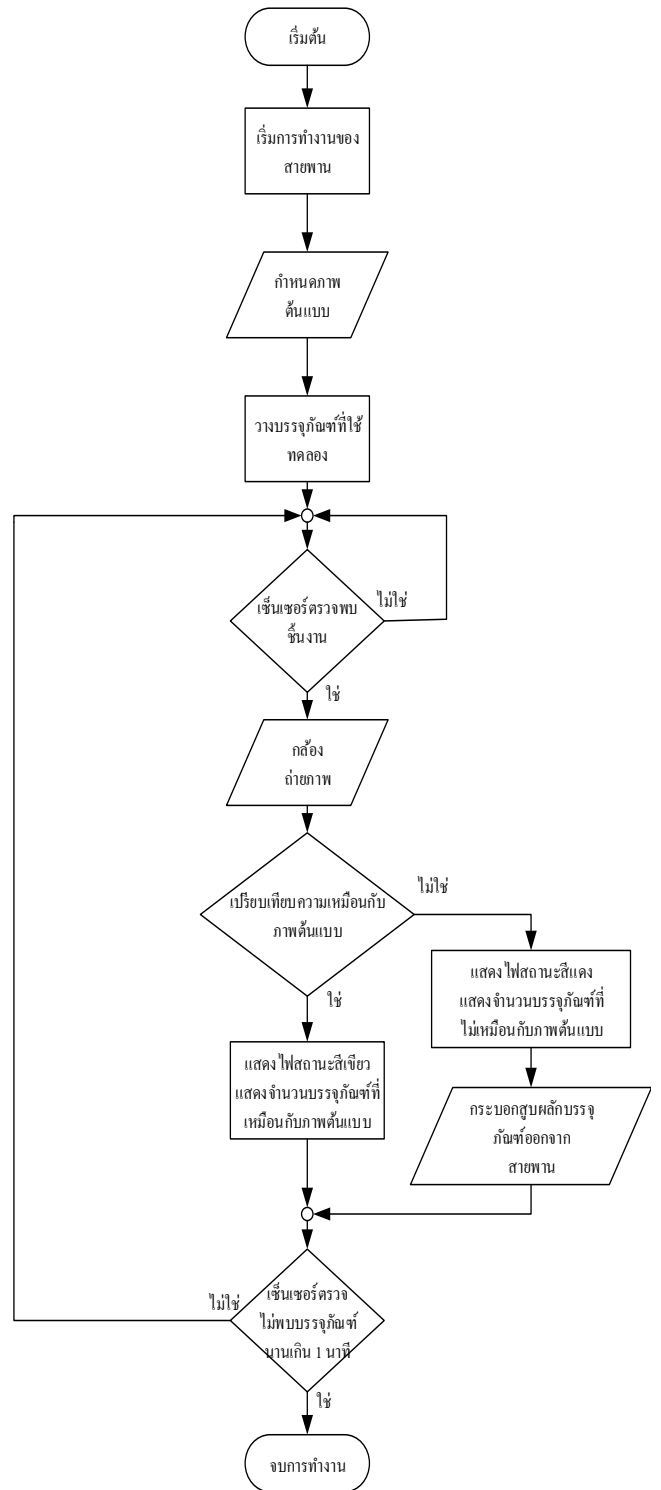 เริ่มต้น
เริ่มการทำงานของ
สายพาน
กำหนดภาพ
ต้นแบบ
วางบรรจุภัณฑ์ที่ใช้
ทดลอง
เซ็นเซอร์ตรวจพบ
ชิ้นงาน
ไม่ใช่
ใช่
กล้อง
ถ่ายภาพ
เปรียบเทียบความเหมือนกับ
ภาพต้นแบบ
ไม่ใช่
ใช่
แสดงไฟสถานะสีแดง
แสดงจำนวนบรรจุภัณฑ์ที่
ไม่เหมือนกับภาพต้นแบบ
แสดงไฟสถานะสีเขียว
แสดงจำนวนบรรจุภัณฑ์ที่
เหมือนกับภาพต้นแบบ
กระบอกสูบผลักบรรจุ
ภัณฑ์ออกจาก
สายพาน
เซ็นเซอร์ตรวจ
ไม่พบบรรจุภัณฑ์
นานเกิน 1 นาที
ไม่ใช่
ใช่
จบการทำงาน